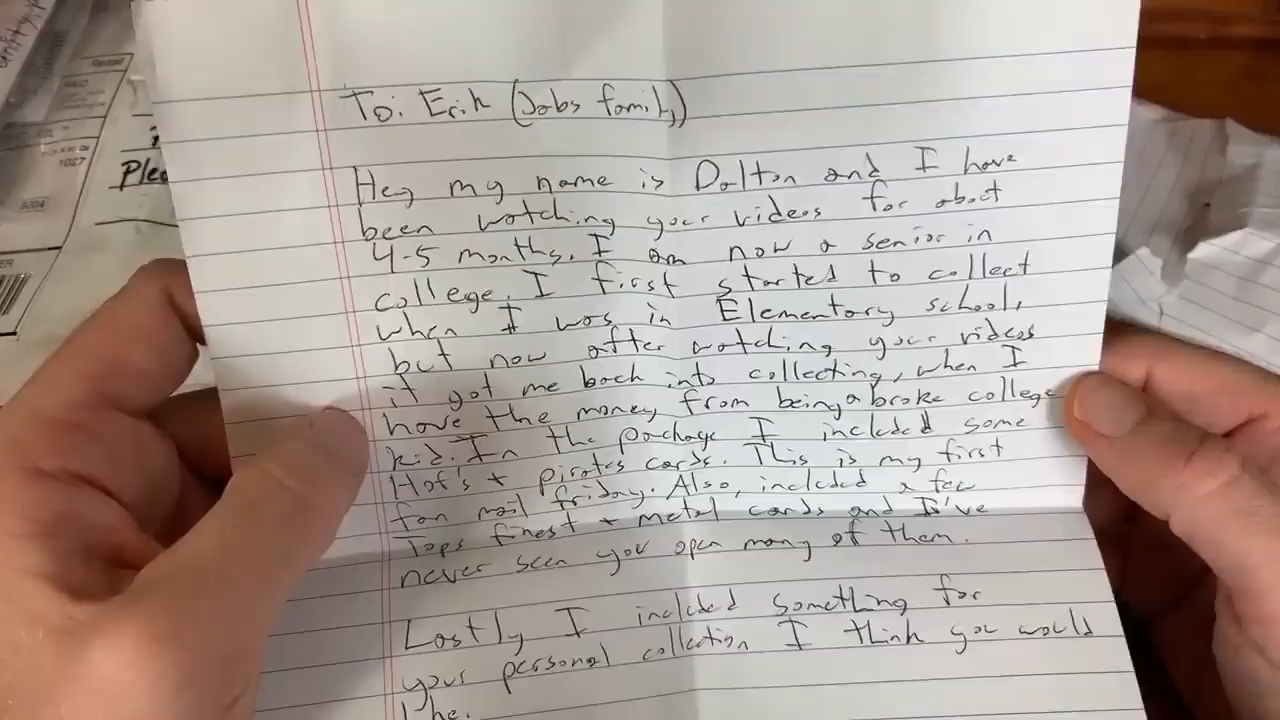 To: Erik (Jabs family)
Hey my name is Dalton and I have
been watching your videos for about
4-5 months. I am now a senior in
college. I first started to collect
when I was in Elementary school,
but now after watching your videos
it got me back into collecting, when I
have the money from being a broke college
kid. In the package I included some
Hof's + pirates cards. This is my first
fan mail friday. Also, included a few
Tops finest + metal cards and I've
never seen you open many of them.
Lastly I included something for
your personal collection I think you would
like.
Plea
1027